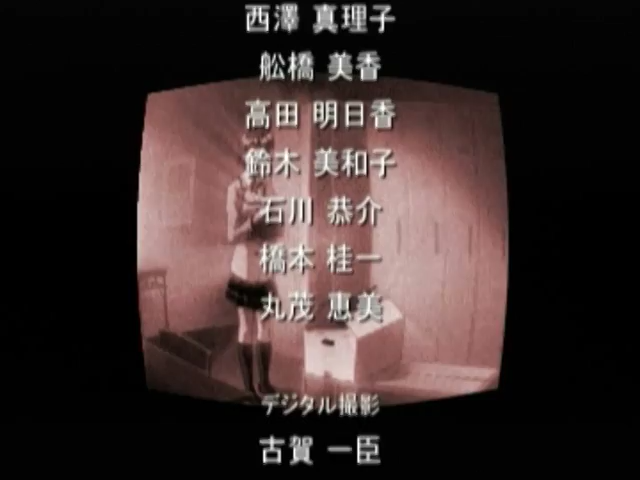 西澤 真理子
舩橋 美香
高田 明日香
鈴木 美和子
石川 恭介
橋本 桂一
丸茂 恵美
デジタル撮影
古賀 一臣